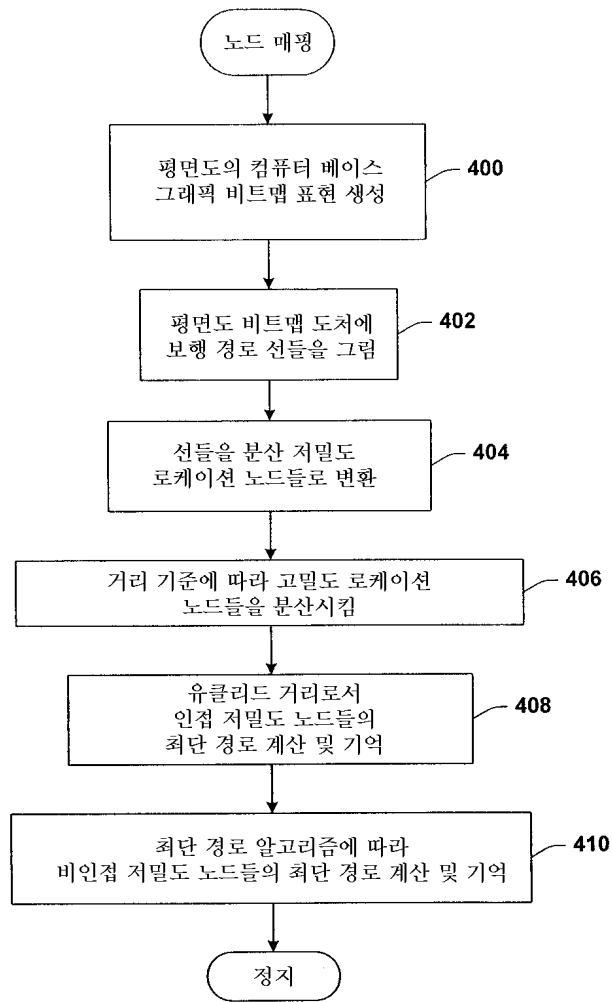 노드 매핑
평면도의 컴퓨터 베이스
그래픽 비트맵 표현 생성
400
평면도 비트맵 도처에
보행 경로 선들을 그림
402
선들을 분산 저밀도
로케이션 노드들로 변환
404
거리 기준에 따라 고밀도 로케이션
노드들을 분산시킴
406
유클리드 거리로서
인접 저밀도 노드들의
최단 경로 계산 및 기억
408
최단 경로 알고리즘에 따라
비인접 저밀도 노드들의 최단 경로 계산 및 기억
410
정지